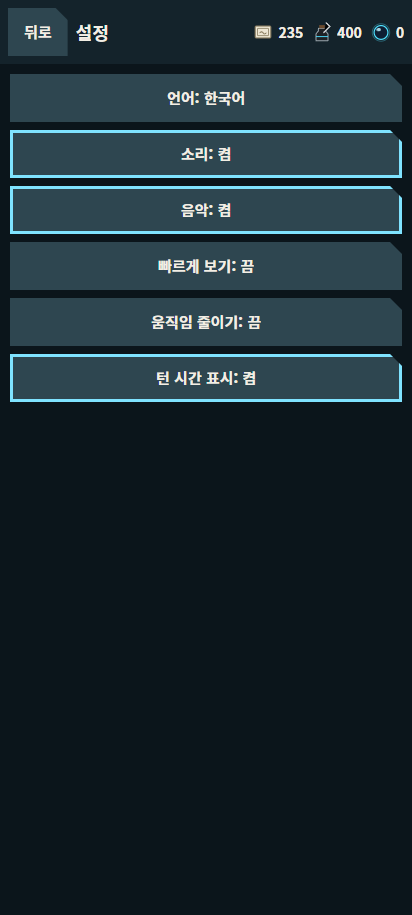 뒤로 설정 235 400 0
언어: 한국어
소리: 켬
음악: 켬
빠르게 보기: 끔
움직임 줄이기: 끔
턴 시간 표시: 켬